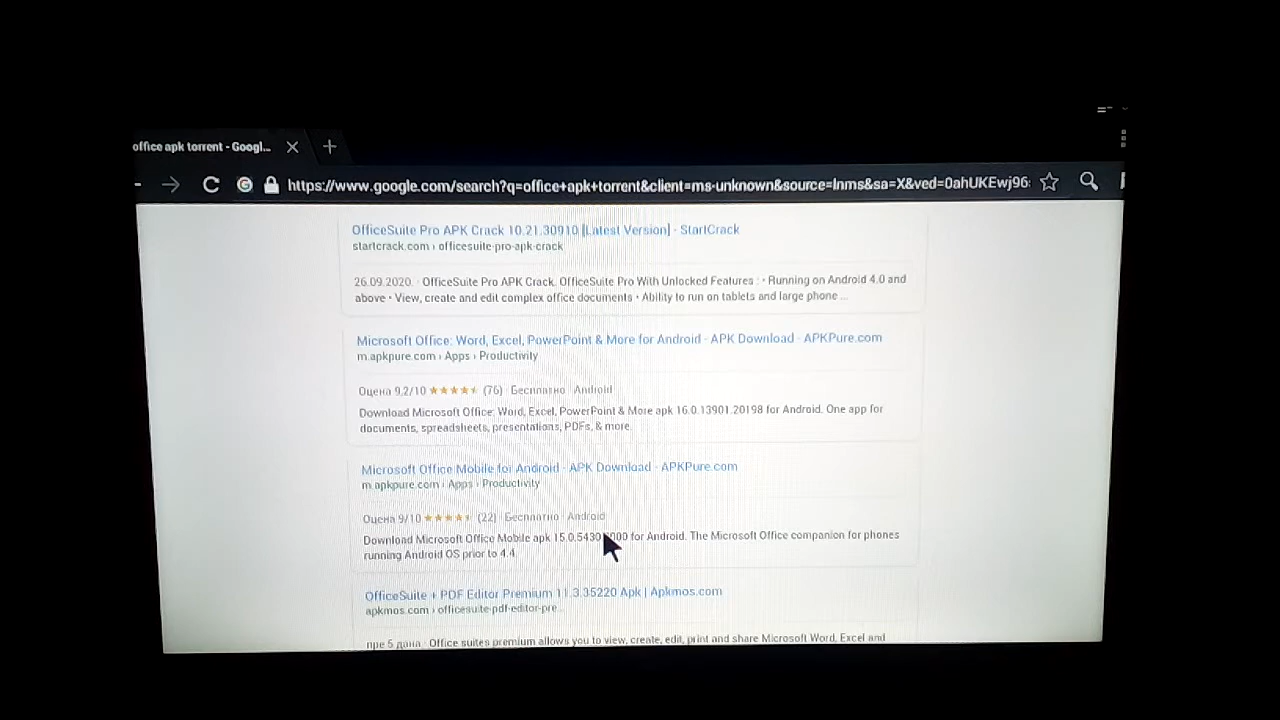 office apk torrent - Googl...
https://www.google.com/search?q=office+apk+torrent&client=ms-unknown&source=lnms&sa=X&ved=0ahUKEwj96:
OfficeSuite Pro APK Crack 10.21.30910 [Latest Version] - StartCrack
startcrack.com › officesuite-pro-apk-crack
26.09.2020. · OfficeSuite Pro APK Crack. OfficeSuite Pro With Unlocked Features : • Running on Android 4.0 and
above • View, create and edit complex office documents • Ability to run on tablets and large phone ...
Microsoft Office: Word, Excel, PowerPoint & More for Android - APK Download - APKPure.com
m.apkpure.com › Apps › Productivity
Оцена 9.2/10 (76) · Бесплатно · Android
Download Microsoft Office: Word, Excel, PowerPoint & More apk 16.0.13901.20198 for Android. One app for
documents, spreadsheets, presentations, PDFs, & more.
Microsoft Office Mobile for Android - APK Download - APKPure.com
m.apkpure.com › Apps › Productivity
Оцена 9/10 (22) · Бесплатно · Android
Download Microsoft Office Mobile apk for Android. The Microsoft Office companion for phones
running Android OS prior to 4.4.
OfficeSuite + PDF Editor Premium 11.3.35220 Apk | Apkmos.com
apkmos.com › officesuite-pdf-editor-pre...
пре 5 дана · Office suites premium allows you to view, create, edit, print and share Microsoft Word, Excel and